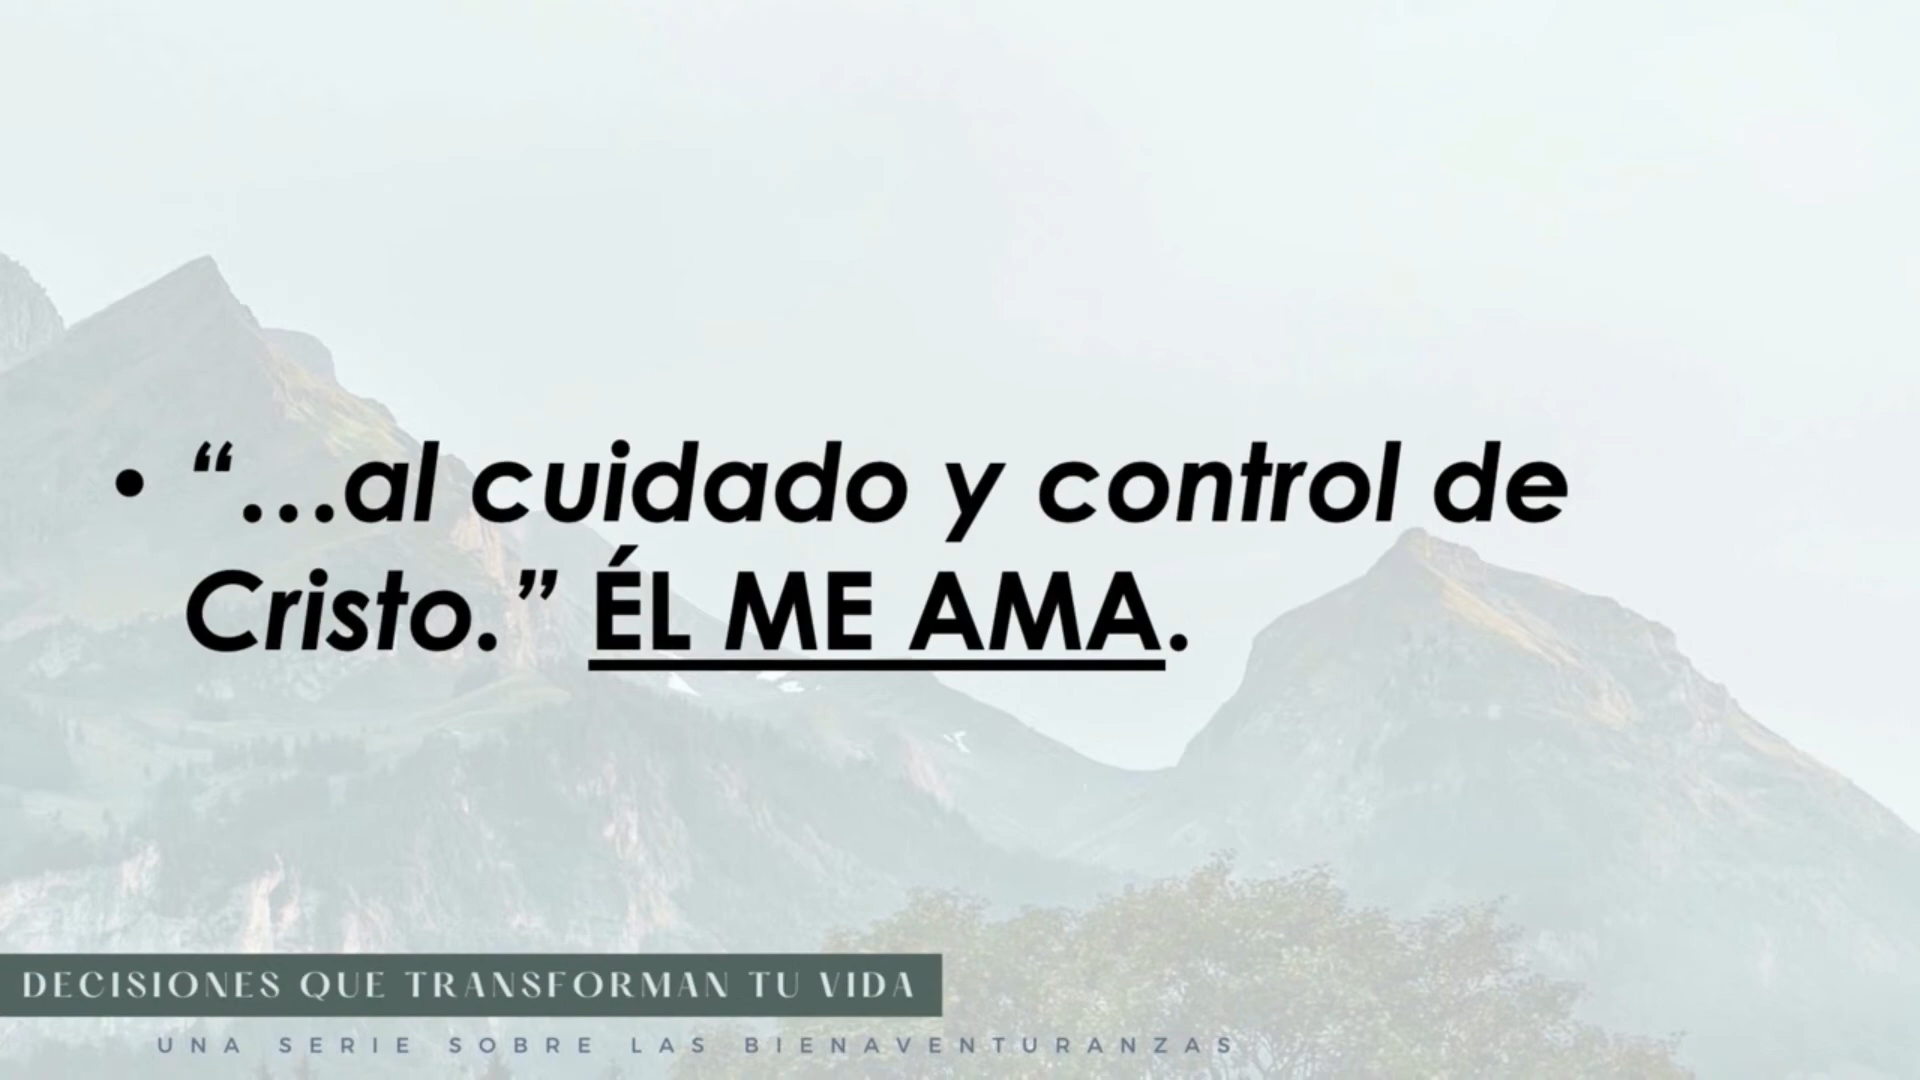 • “…al cuidado y control de
Cristo.” ÉL ME AMA.
DECISIONES QUE TRANSFORMAN TU VIDA
UNA SERIE SOBRE LAS BIENAVENTURANZAS